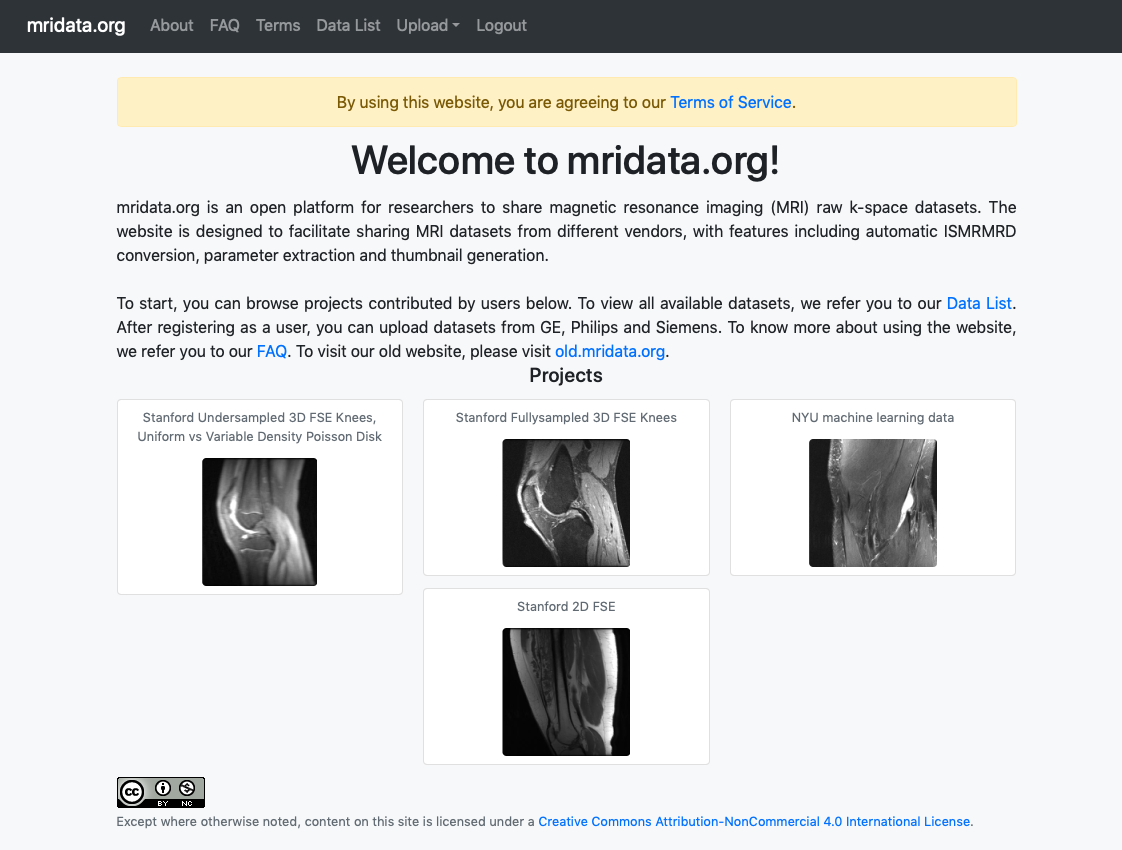 mridata.org About FAQ Terms Data List Upload Logout
By using this website, you are agreeing to our Terms of Service.
Welcome to mridata.org!
mridata.org is an open platform for researchers to share magnetic resonance imaging (MRI) raw k-space datasets. The
website is designed to facilitate sharing MRI datasets from different vendors, with features including automatic ISMRMRD
conversion, parameter extraction and thumbnail generation.
To start, you can browse projects contributed by users below. To view all available datasets, we refer you to our Data List.
After registering as a user, you can upload datasets from GE, Philips and Siemens. To know more about using the website,
we refer you to our FAQ. To visit our old website, please visit old.mridata.org.
Projects
Stanford Undersampled 3D FSE Knees,
Uniform vs Variable Density Poisson Disk
Stanford Fullysampled 3D FSE Knees
NYU machine learning data
Stanford 2D FSE
cc
BY NC
Except where otherwise noted, content on this site is licensed under a Creative Commons Attribution-NonCommercial 4.0 International License.